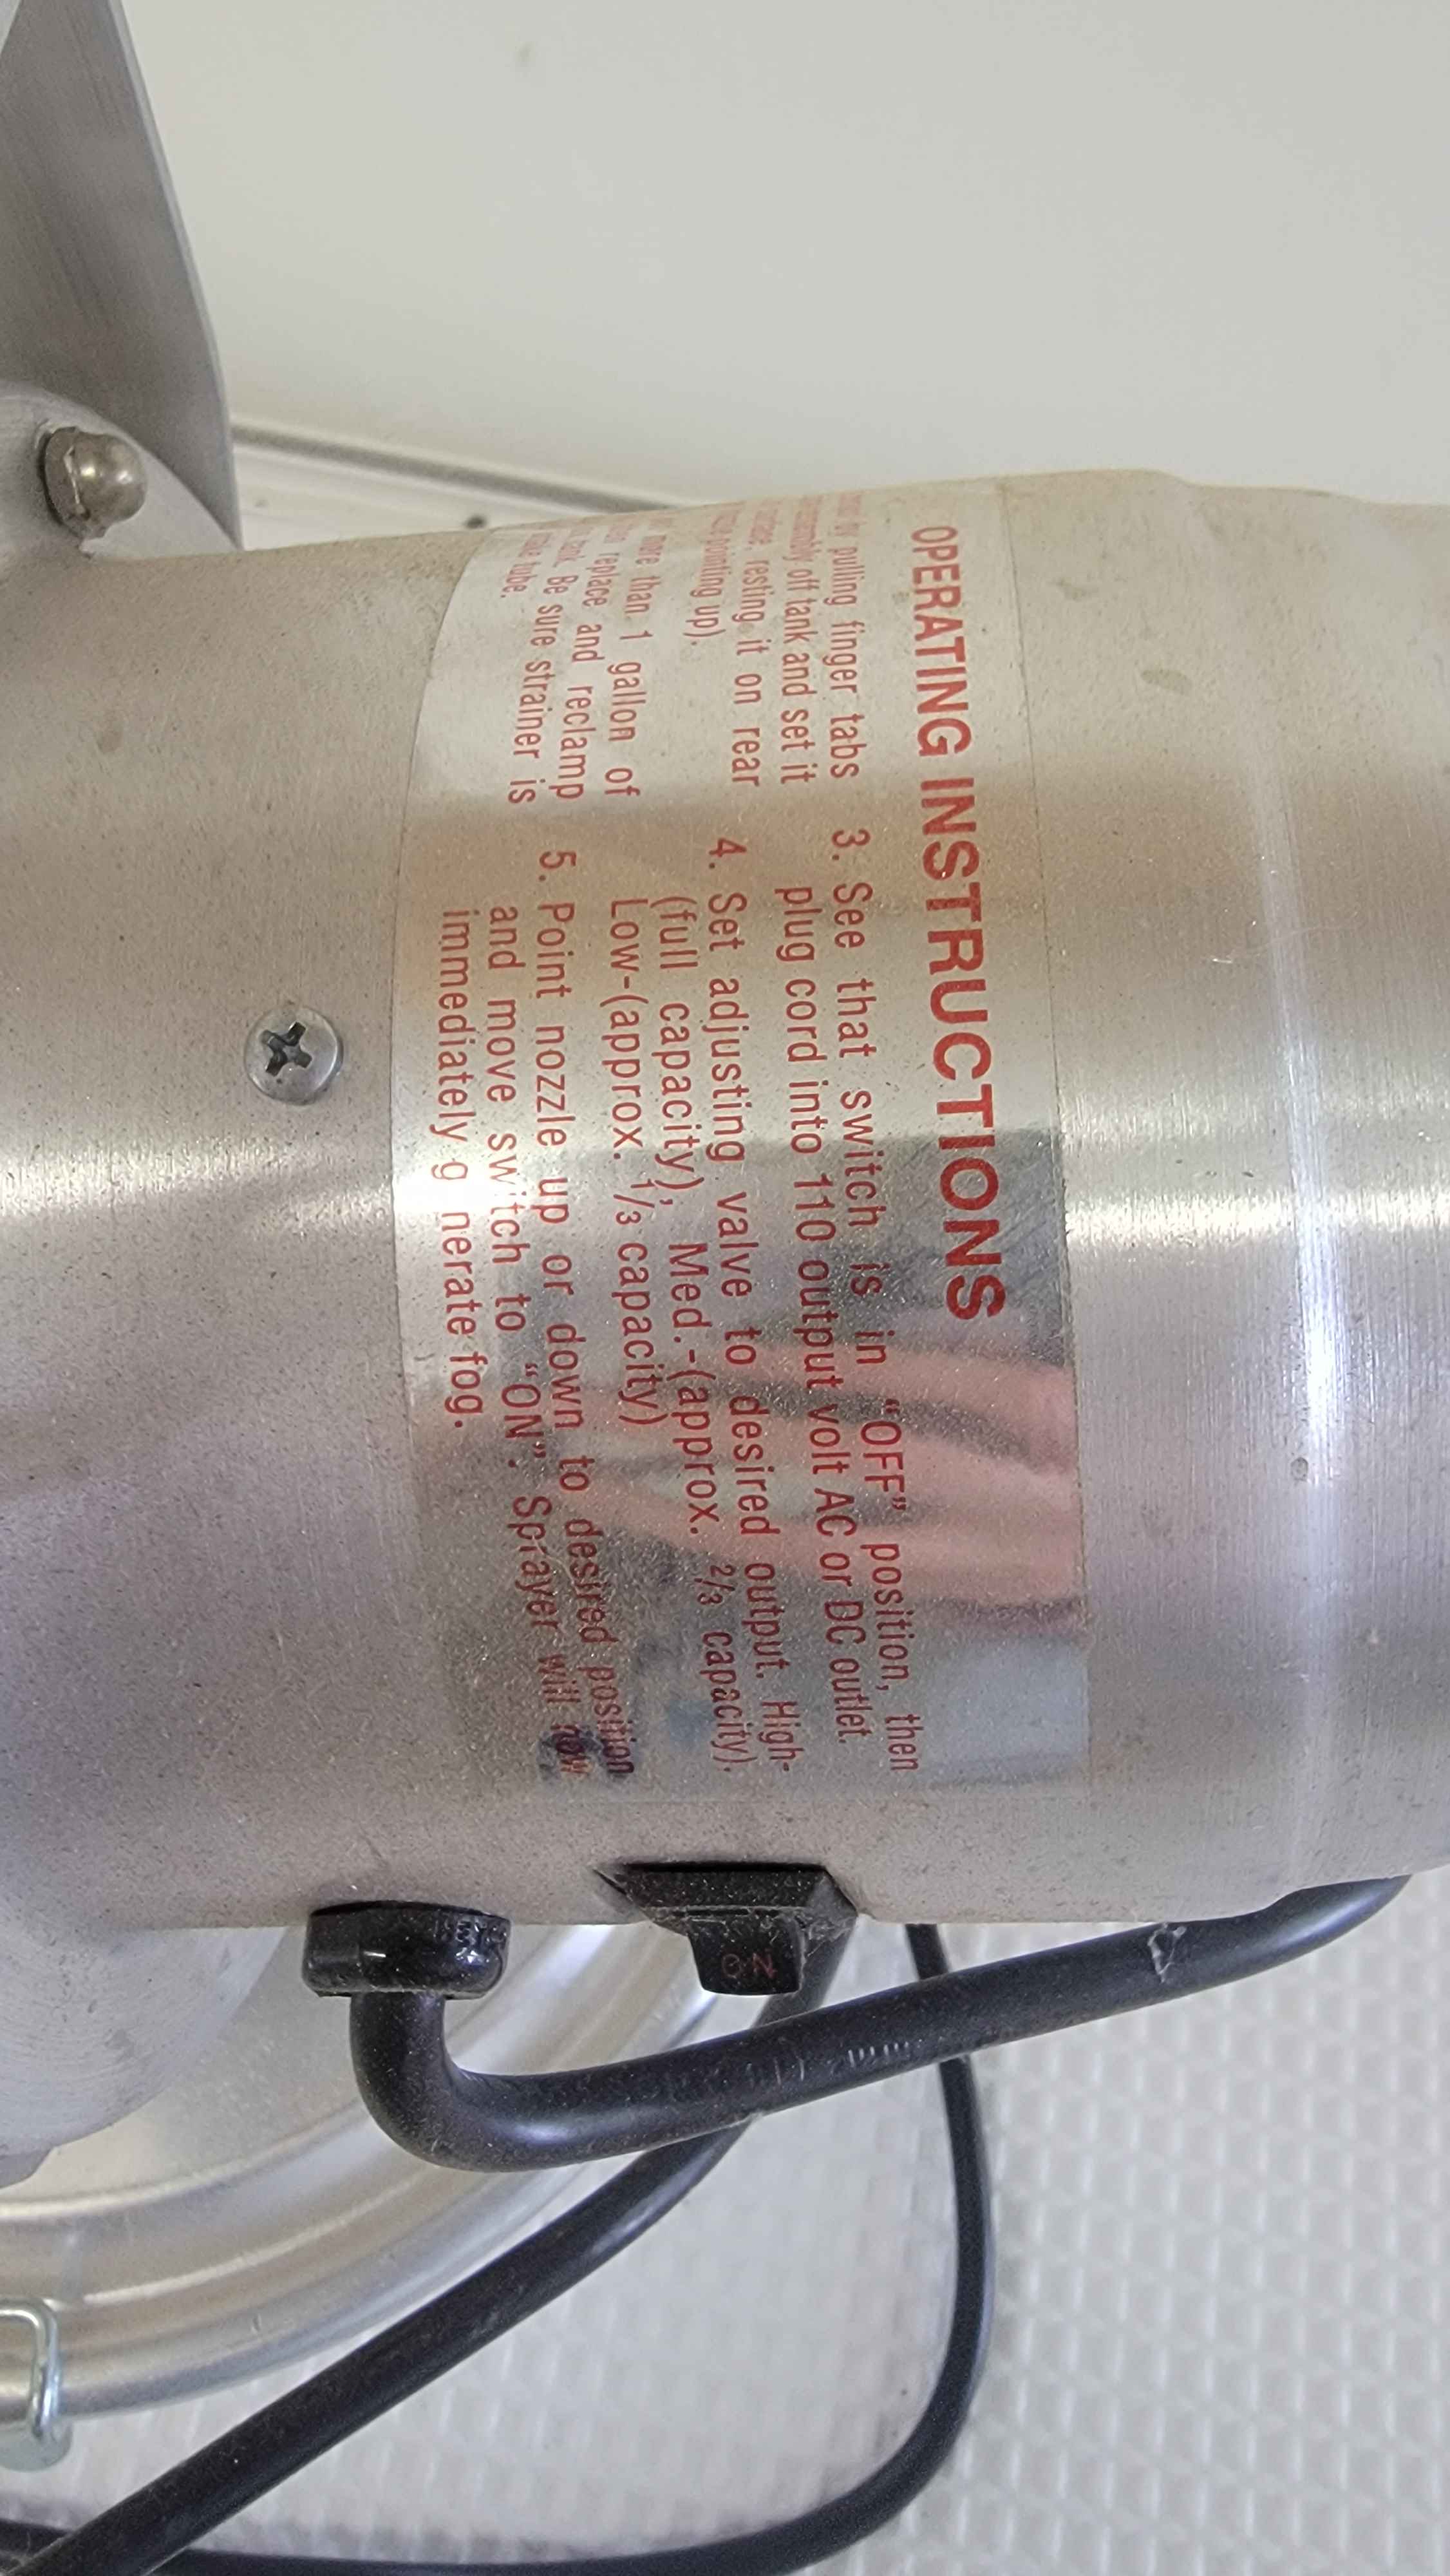 OPERATING INSTRUCTIONS
pulling finger tabs
off tank and set it
resting it on rear
pointing up).
more than 1 gallon of
replace and reclamp
tank. Be sure strainer is
tube.
3. See that switch is in “OFF” position, then
plug cord into 110 output volt AC or DC outlet.
4. Set adjusting valve to desired output. High-
(full capacity), Med.-(approx. 2/3 capacity).
Low-(approx. 1/3 capacity)
5. Point nozzle up or down to desired position
and move switch to “ON”. Sprayer will now
immediately g nerate fog.
ON